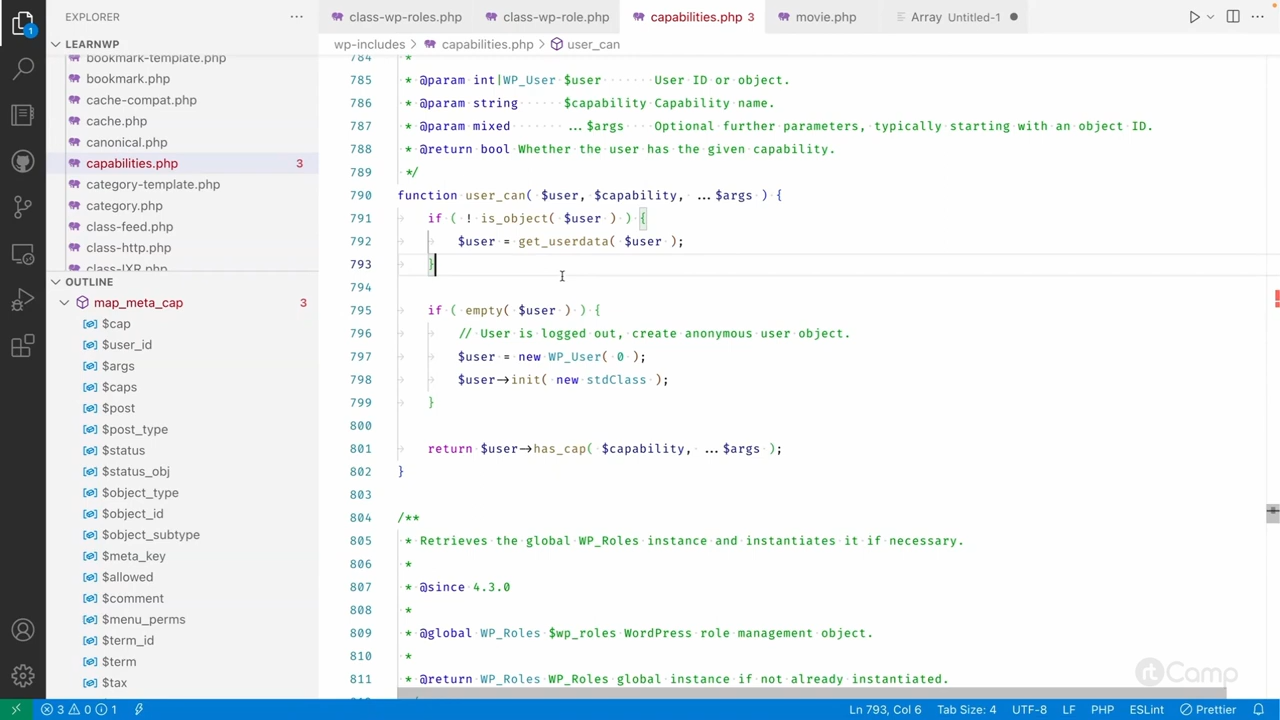 EXPLORER
LEARNWP
bookmark-template.php
bookmark.php
cache-compat.php
cache.php
canonical.php
capabilities.php 3
category-template.php
category.php
class-feed.php
class-http.php
class-IXR.php
OUTLINE
map_meta_cap 3
$cap
$user_id
$args
$caps
$post
$post_type
$status
$status_obj
$object_type
$object_id
$object_subtype
$meta_key
$allowed
$comment
$menu_perms
$term_id
$term
$tax
1
class-wp-roles.php
class-wp-role.php
capabilities.php 3
movie.php
Array Untitled-1
wp-includes > capabilities.php > user_can
784 *
785 * @param int|WP_User $user User ID or object.
786 * @param string $capability Capability name.
787 * @param mixed ...$args Optional further parameters, typically starting with an object ID.
788 * @return bool Whether the user has the given capability.
789 */
790 function user_can( $user, $capability, ...$args ) {
791 if ( ! is_object( $user ) ) {
792 $user = get_userdata( $user );
793 }
794
795 if ( empty( $user ) ) {
796 // User is logged out, create anonymous user object.
797 $user = new WP_User( 0 );
798 $user->init( new stdClass );
799 }
800
801 return $user->has_cap( $capability, ...$args );
802 }
803
804 /**
805 * Retrieves the global WP_Roles instance and instantiates it if necessary.
806 *
807 * @since 4.3.0
808 *
809 * @global WP_Roles $wp_roles WordPress role management object.
810 *
811 * @return WP_Roles WP_Roles global instance if not already instantiated.
rtCamp
3 0 1
Ln 793, Col 6
Tab Size: 4
UTF-8
LF
PHP
ESLint
Prettier